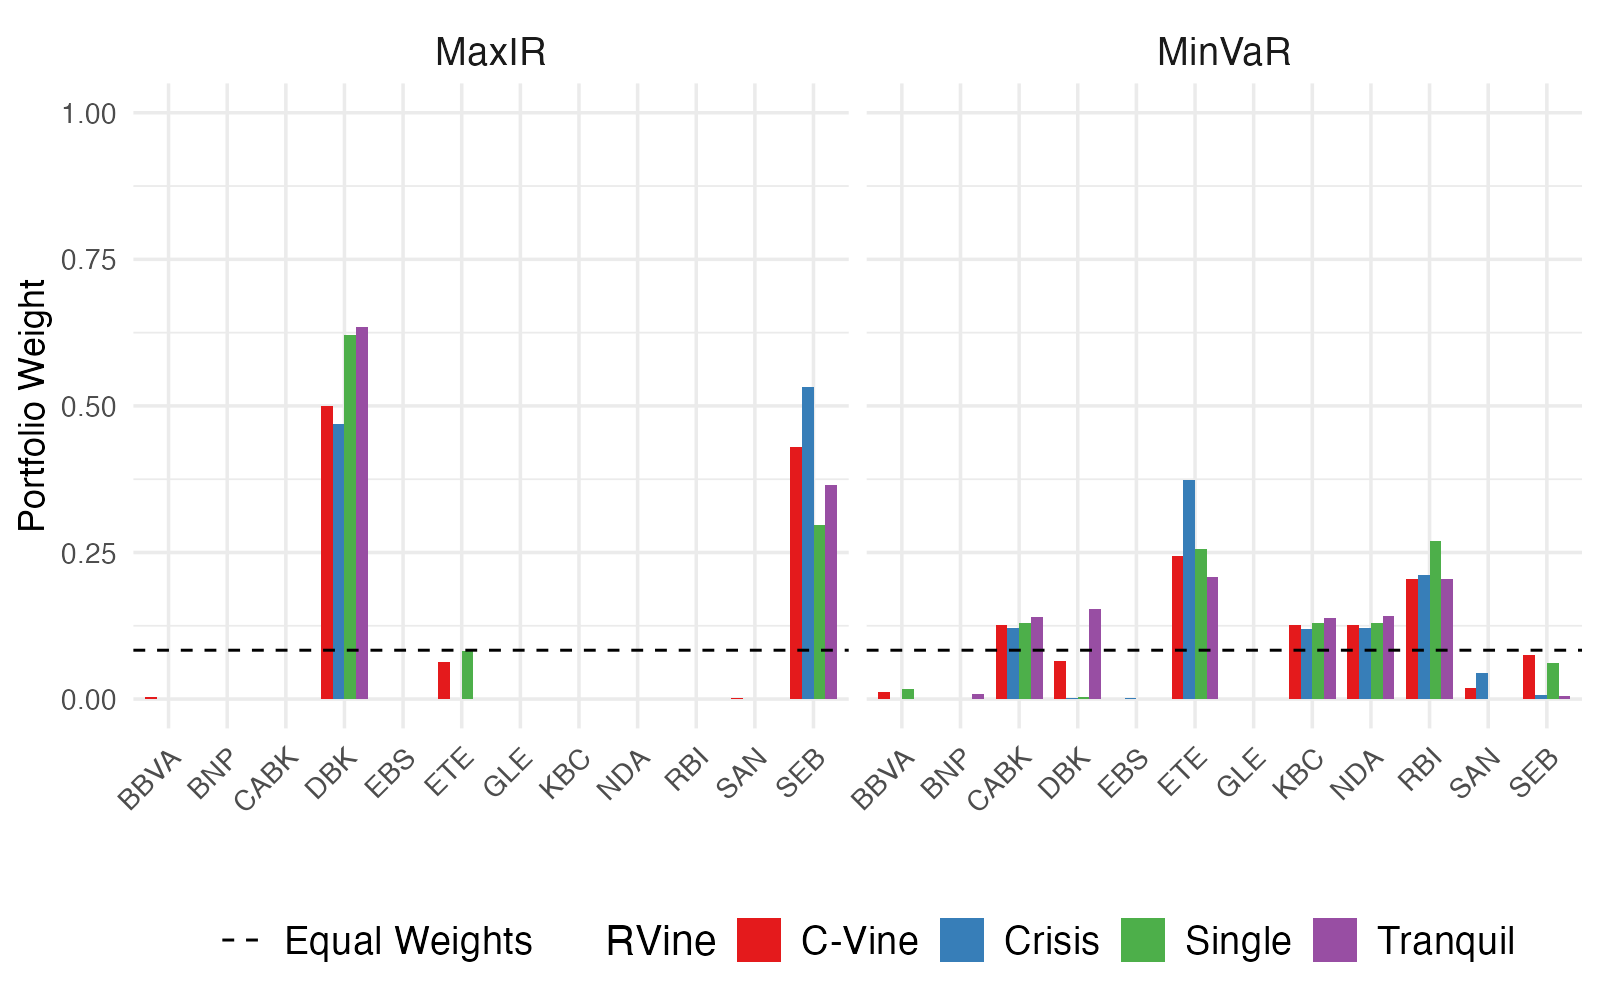 MaxIR MinVaR
1.00
0.75
0.50
0.25
0.00
Portfolio Weight
BBVA BNP CABK DBK EBS ETE GLE KBC NDA RBI SAN SEB
BBVA BNP CABK DBK EBS ETE GLE KBC NDA RBI SAN SEB
Equal Weights RVine C-Vine Crisis Single Tranquil